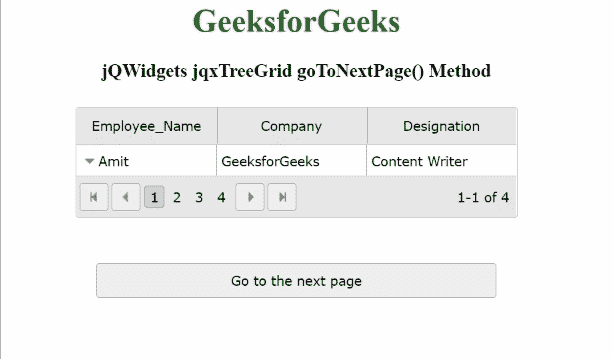 GeeksforGeeks
jQWidgets jqxTreeGrid goToNextPage() Method
Employee_Name Company Designation
Amit GeeksforGeeks Content Writer
1 2 3 4 1-1 of 4
Go to the next page